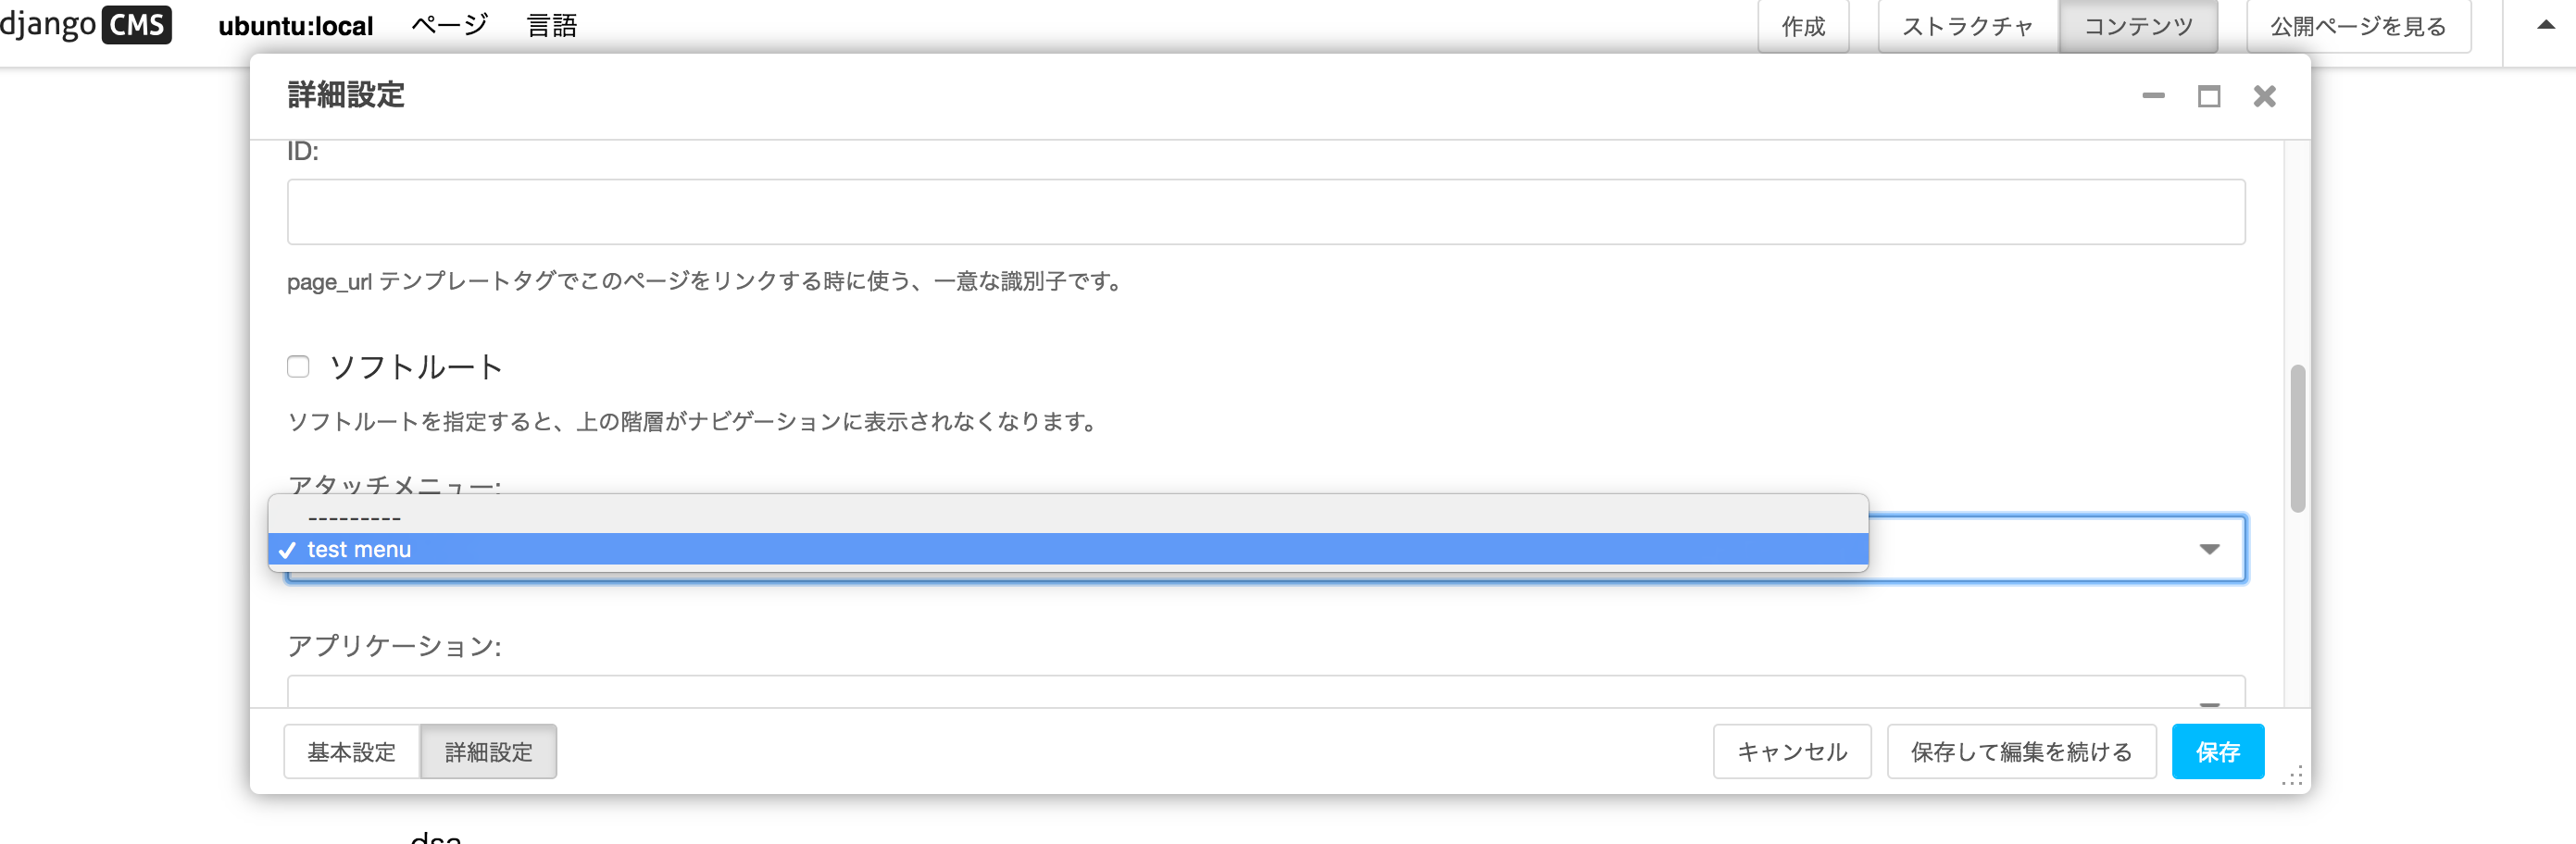 django CMS ubuntu:local ページ 言語 作成 ストラクチャ コンテンツ 公開ページを見る
詳細設定
ID:
page_url テンプレートタグでこのページをリンクする時に使う、一意な識別子です。
ソフトルート
ソフトルートを指定すると、上の階層がナビゲーションに表示されなくなります。
アタッチメニュー:
---------
test menu
アプリケーション:
基本設定 詳細設定 キャンセル 保存して編集を続ける 保存
dsa